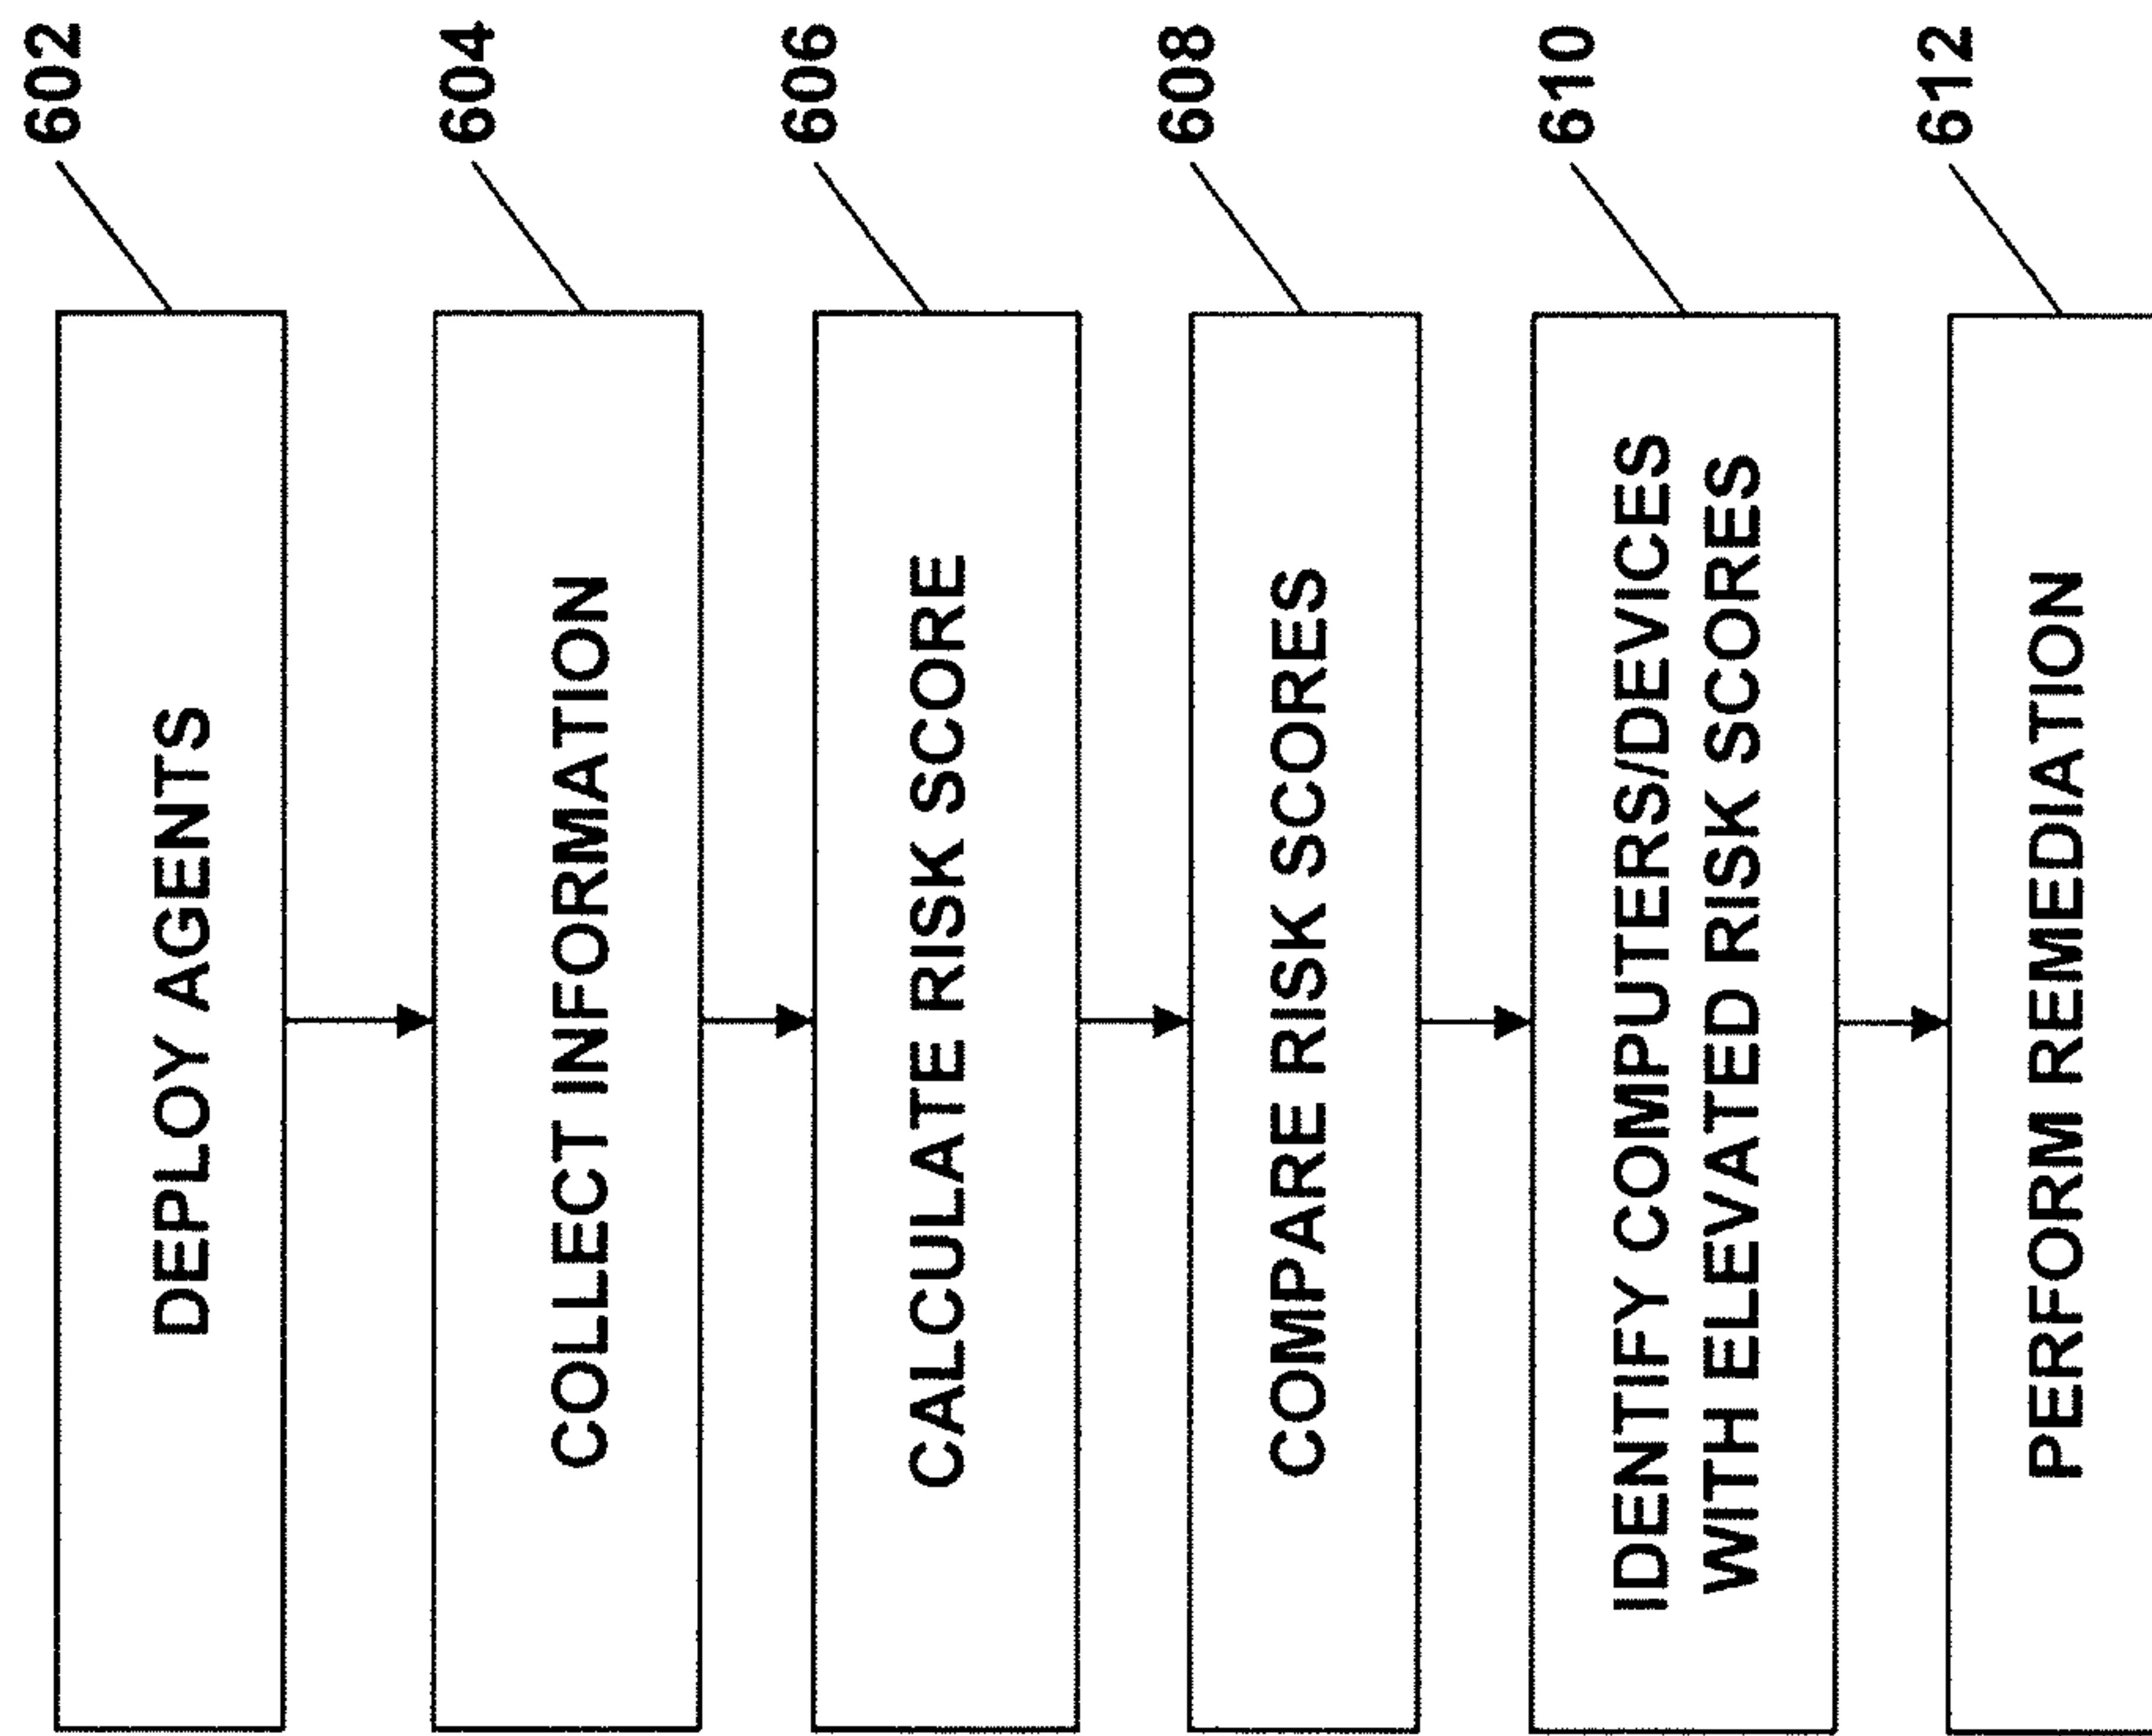 DEPLOY AGENTS
602
COLLECT INFORMATION
604
CALCULATE RISK SCORE
606
COMPARE RISK SCORES
608
IDENTIFY COMPUTERS/DEVICES
WITH ELEVATED RISK SCORES
610
PERFORM REMEDIATION
612